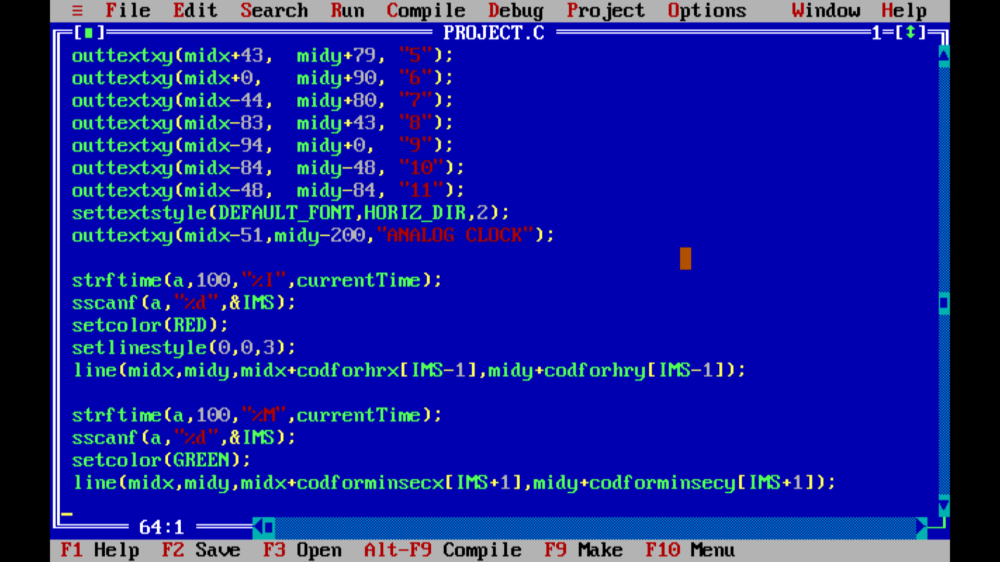 ≡ File Edit Search Run Compile Debug Project Options Window Help
[■] PROJECT.C 1=[↕]
outtextxy(midx+43,  midy+79, "5");
outtextxy(midx+0,   midy+90, "6");
outtextxy(midx-44,  midy+80, "7");
outtextxy(midx-83,  midy+43, "8");
outtextxy(midx-94,  midy+0,  "9");
outtextxy(midx-84,  midy-48, "10");
outtextxy(midx-48,  midy-84, "11");
settextstyle(DEFAULT_FONT,HORIZ_DIR,2);
outtextxy(midx-51,midy-200,"ANALOG CLOCK");
strftime(a,100,"%I",currentTime);
sscanf(a,"%d",&IMS);
setcolor(RED);
setlinestyle(0,0,3);
line(midx,midy,midx+codforhrx[IMS-1],midy+codforhry[IMS-1]);
strftime(a,100,"%M",currentTime);
sscanf(a,"%d",&IMS);
setcolor(GREEN);
line(midx,midy,midx+codforminsecx[IMS+1],midy+codforminsecy[IMS+1]);
64:1
F1 Help F2 Save F3 Open Alt-F9 Compile F9 Make F10 Menu